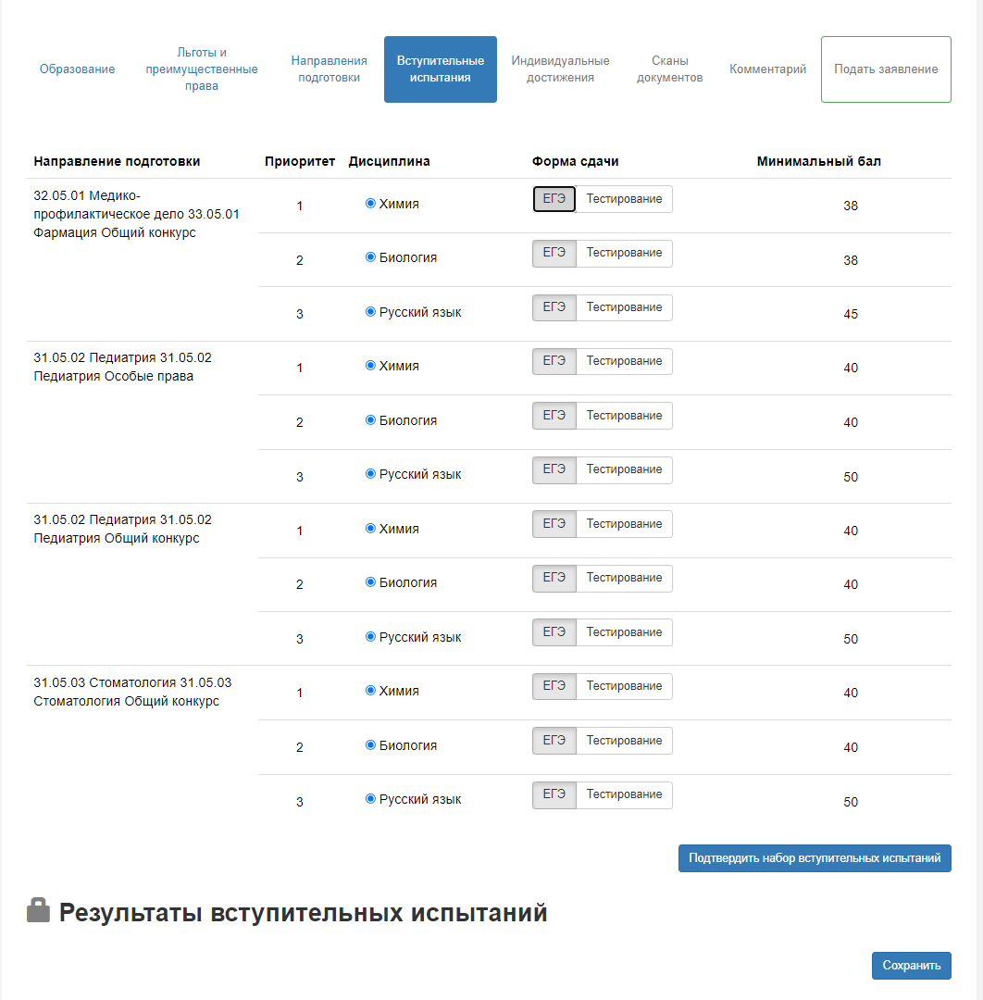 Образование
Льготы и
преимущественные
права
Направления
подготовки
Вступительные
испытания
Индивидуальные
достижения
Сканы
документов
Комментарий
Подать заявление
Направление подготовки Приоритет Дисциплина Форма сдачи Минимальный бал
32.05.01 Медико-
профилактическое дело 33.05.01
Фармация Общий конкурс
1 Химия ЕГЭ Тестирование 38
2 Биология ЕГЭ Тестирование 38
3 Русский язык ЕГЭ Тестирование 45
31.05.02 Педиатрия 31.05.02
Педиатрия Особые права
1 Химия ЕГЭ Тестирование 40
2 Биология ЕГЭ Тестирование 40
3 Русский язык ЕГЭ Тестирование 50
31.05.02 Педиатрия 31.05.02
Педиатрия Общий конкурс
1 Химия ЕГЭ Тестирование 40
2 Биология ЕГЭ Тестирование 40
3 Русский язык ЕГЭ Тестирование 50
31.05.03 Стоматология 31.05.03
Стоматология Общий конкурс
1 Химия ЕГЭ Тестирование 40
2 Биология ЕГЭ Тестирование 40
3 Русский язык ЕГЭ Тестирование 50
Подтвердить набор вступительных испытаний
Результаты вступительных испытаний
Сохранить